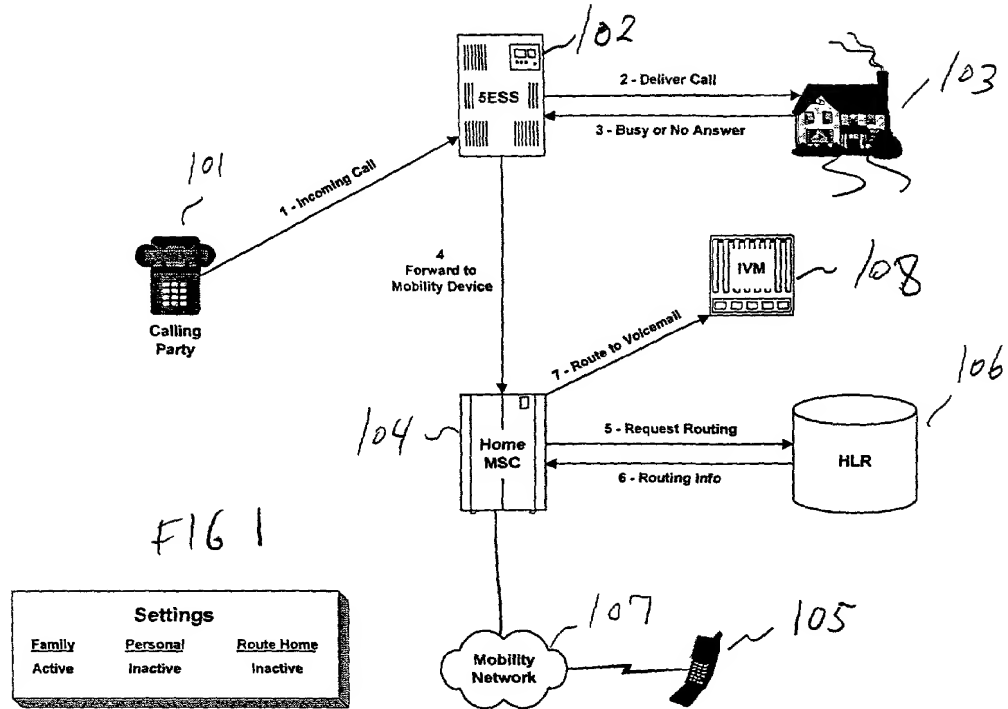 102
5ESS
2 - Deliver Call
3 - Busy or No Answer
103
101
1 - Incoming Call
Calling
Party
4
Forward to
Mobility Device
IVM
108
7 - Route to Voicemail
104
Home
MSC
5 - Request Routing
6 - Routing Info
HLR
106
FIG 1
Settings
Family Personal Route Home
Active Inactive Inactive
Mobility
Network
107
105